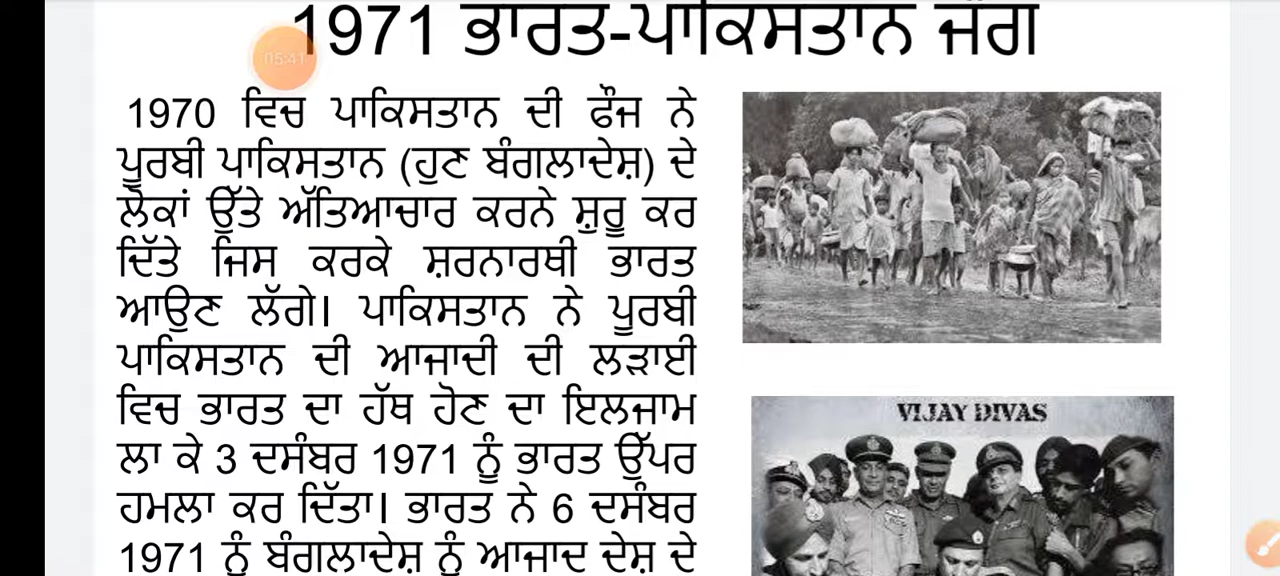 1971 ਭਾਰਤ-ਪਾਕਿਸਤਾਨ ਜੰਗ
05:41
1970 ਵਿਚ ਪਾਕਿਸਤਾਨ ਦੀ ਫੌਜ ਨੇ
ਪੂਰਬੀ ਪਾਕਿਸਤਾਨ (ਹੁਣ ਬੰਗਲਾਦੇਸ਼) ਦੇ
ਲੋਕਾਂ ਉੱਤੇ ਅੱਤਿਆਚਾਰ ਕਰਨੇ ਸ਼ੁਰੂ ਕਰ
ਦਿੱਤੇ ਜਿਸ ਕਰਕੇ ਸ਼ਰਨਾਰਥੀ ਭਾਰਤ
ਆਉਣ ਲੱਗੇ। ਪਾਕਿਸਤਾਨ ਨੇ ਪੂਰਬੀ
ਪਾਕਿਸਤਾਨ ਦੀ ਆਜਾਦੀ ਦੀ ਲੜਾਈ
ਵਿਚ ਭਾਰਤ ਦਾ ਹੱਥ ਹੋਣ ਦਾ ਇਲਜਾਮ
ਲਾ ਕੇ 3 ਦਸੰਬਰ 1971 ਨੂੰ ਭਾਰਤ ਉੱਪਰ
ਹਮਲਾ ਕਰ ਦਿੱਤਾ। ਭਾਰਤ ਨੇ 6 ਦਸੰਬਰ
1971 ਨੂੰ ਬੰਗਲਾਦੇਸ਼ ਨੂੰ ਆਜਾਦ ਦੇਸ਼ ਦੇ
VIJAY DIVAS